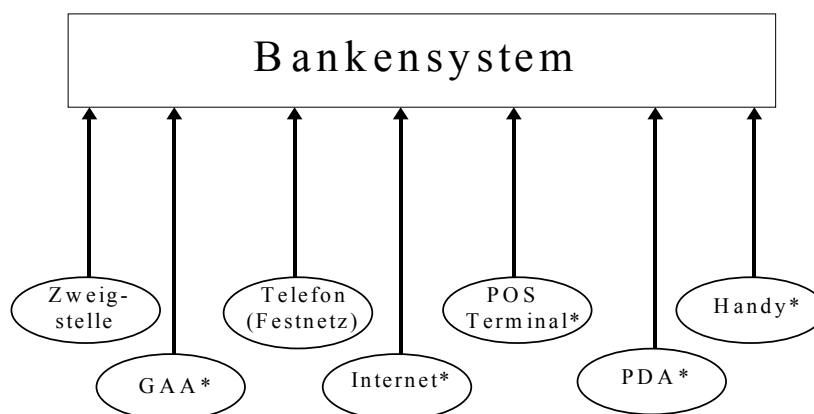 Bankensystem
Zweig-
stelle
GAA*
Telefon
(Festnetz)
Internet*
POS
Terminal*
PDA*
Handy*